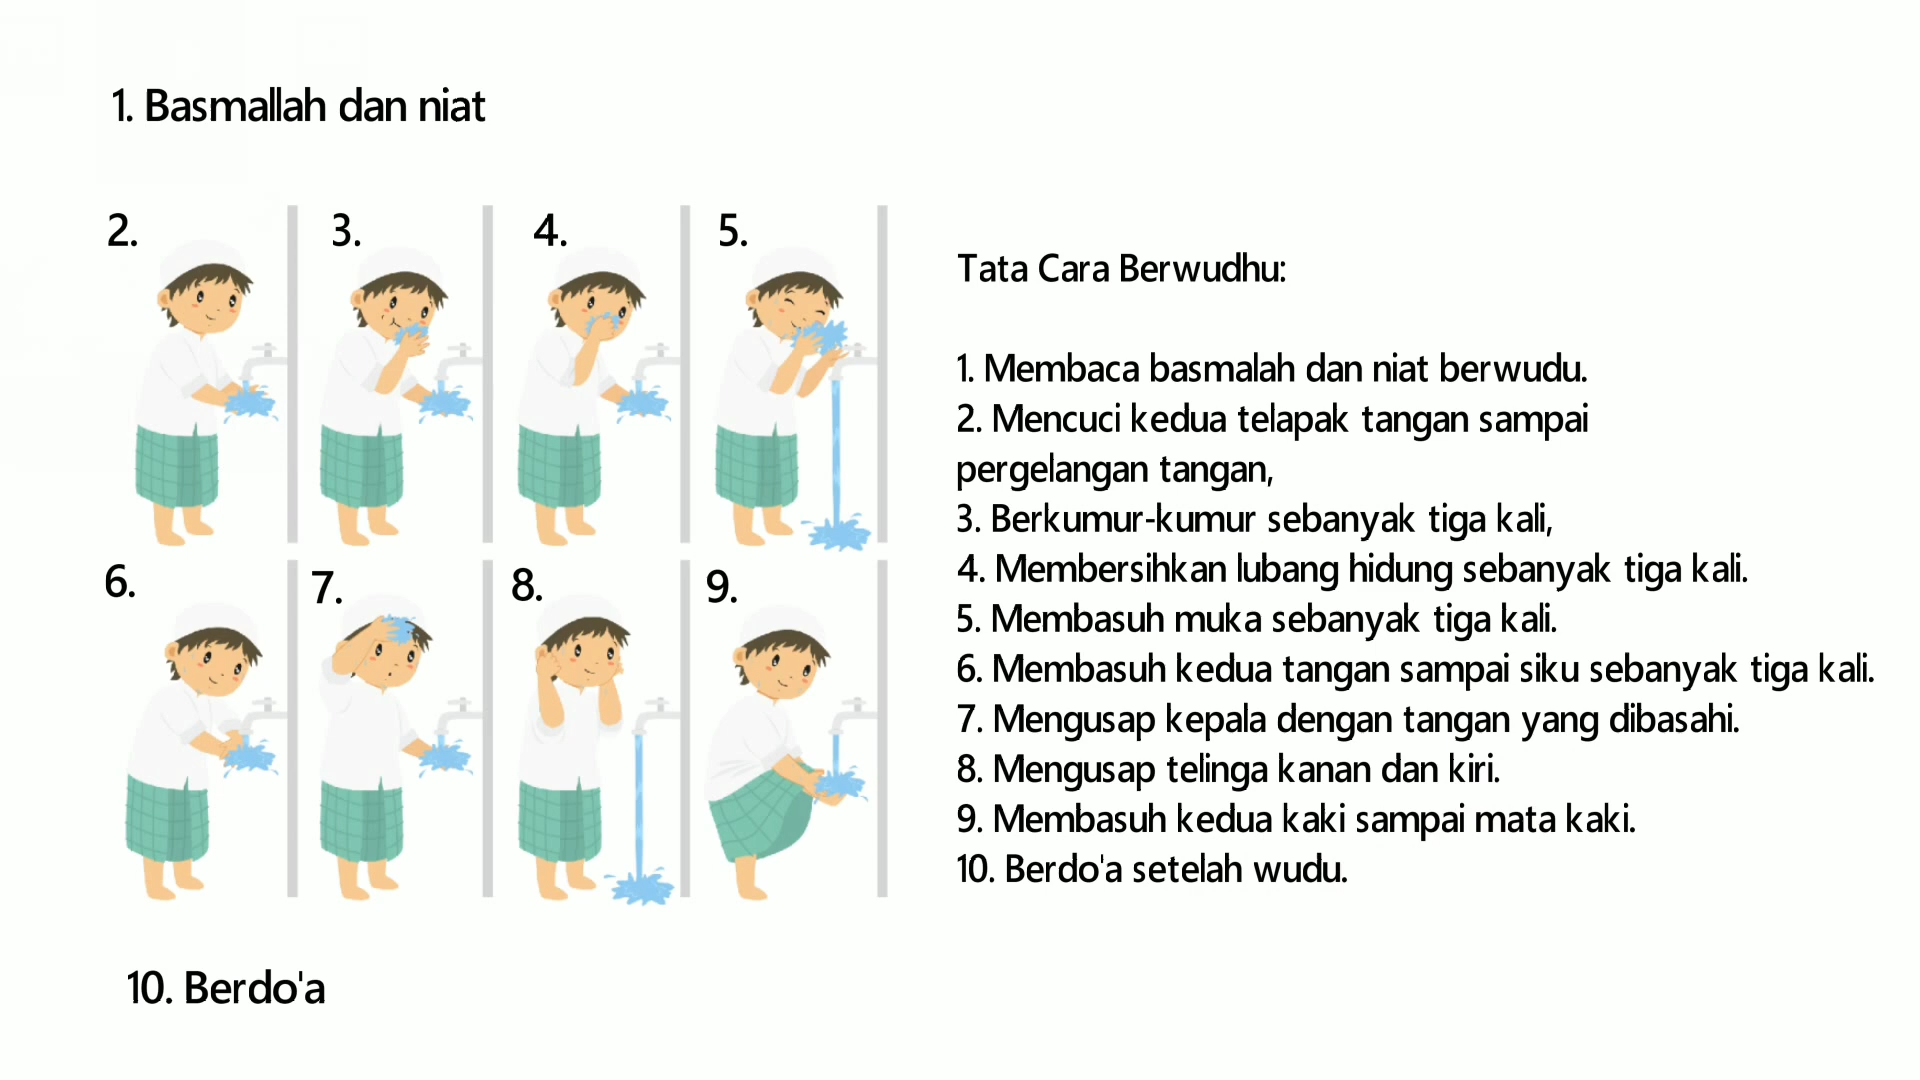 1. Basmallah dan niat
2.
3.
4.
5.
6.
7.
8.
9.
10. Berdo'a
Tata Cara Berwudhu:
1. Membaca basmalah dan niat berwudu.
2. Mencuci kedua telapak tangan sampai
pergelangan tangan,
3. Berkumur-kumur sebanyak tiga kali,
4. Membersihkan lubang hidung sebanyak tiga kali.
5. Membasuh muka sebanyak tiga kali.
6. Membasuh kedua tangan sampai siku sebanyak tiga kali.
7. Mengusap kepala dengan tangan yang dibasahi.
8. Mengusap telinga kanan dan kiri.
9. Membasuh kedua kaki sampai mata kaki.
10. Berdo'a setelah wudu.